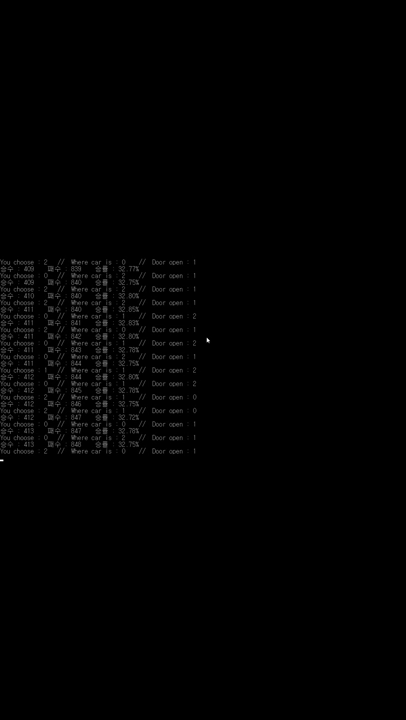 You choose : 2 // Where car is : 0 // Door open : 1
승수 : 409 패수 : 839 승률 : 32.77%
You choose : 0 // Where car is : 2 // Door open : 1
승수 : 409 패수 : 840 승률 : 32.75%
You choose : 2 // Where car is : 2 // Door open : 1
승수 : 410 패수 : 840 승률 : 32.80%
You choose : 2 // Where car is : 2 // Door open : 1
승수 : 411 패수 : 840 승률 : 32.85%
You choose : 0 // Where car is : 1 // Door open : 2
승수 : 411 패수 : 841 승률 : 32.83%
You choose : 2 // Where car is : 0 // Door open : 1
승수 : 411 패수 : 842 승률 : 32.80%
You choose : 0 // Where car is : 1 // Door open : 2
승수 : 411 패수 : 843 승률 : 32.78%
You choose : 0 // Where car is : 2 // Door open : 1
승수 : 411 패수 : 844 승률 : 32.75%
You choose : 1 // Where car is : 1 // Door open : 2
승수 : 412 패수 : 844 승률 : 32.80%
You choose : 0 // Where car is : 1 // Door open : 2
승수 : 412 패수 : 845 승률 : 32.78%
You choose : 2 // Where car is : 1 // Door open : 0
승수 : 412 패수 : 846 승률 : 32.75%
You choose : 2 // Where car is : 1 // Door open : 0
승수 : 412 패수 : 847 승률 : 32.72%
You choose : 0 // Where car is : 0 // Door open : 1
승수 : 413 패수 : 847 승률 : 32.78%
You choose : 0 // Where car is : 2 // Door open : 1
승수 : 413 패수 : 848 승률 : 32.75%
You choose : 2 // Where car is : 0 // Door open : 1